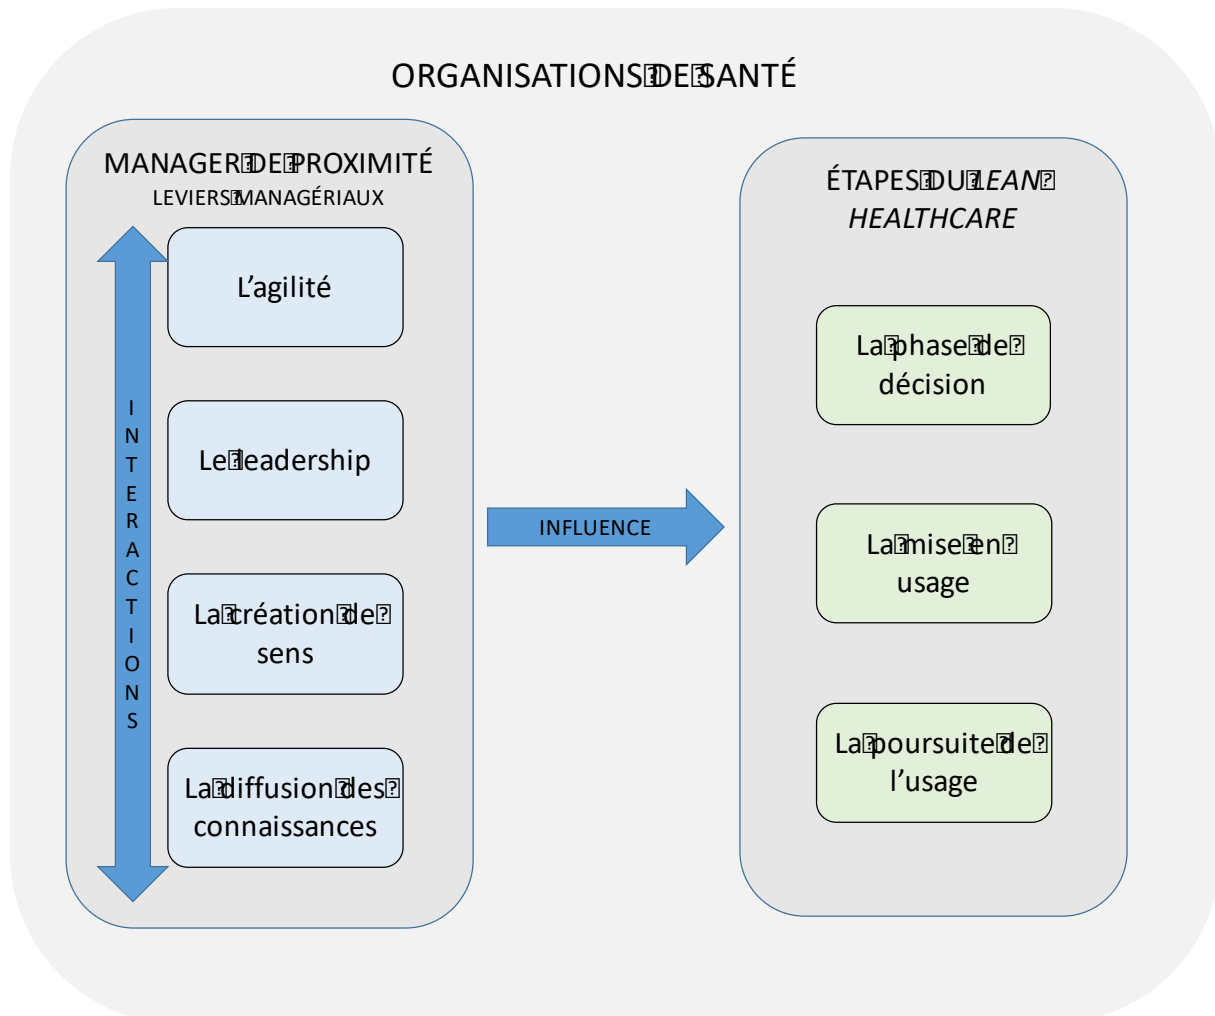 ORGANISATIONS DE SANTÉ
MANAGER DE PROXIMITÉ
LEVIERS MANAGÉRIAUX
L'agilité
Le leadership
La création de
sens
La diffusion des
connaissances
INTERACTIONS
INFLUENCE
ÉTAPES DU LEAN
HEALTHCARE
La phase de
décision
La mise en
usage
La poursuite de
l'usage